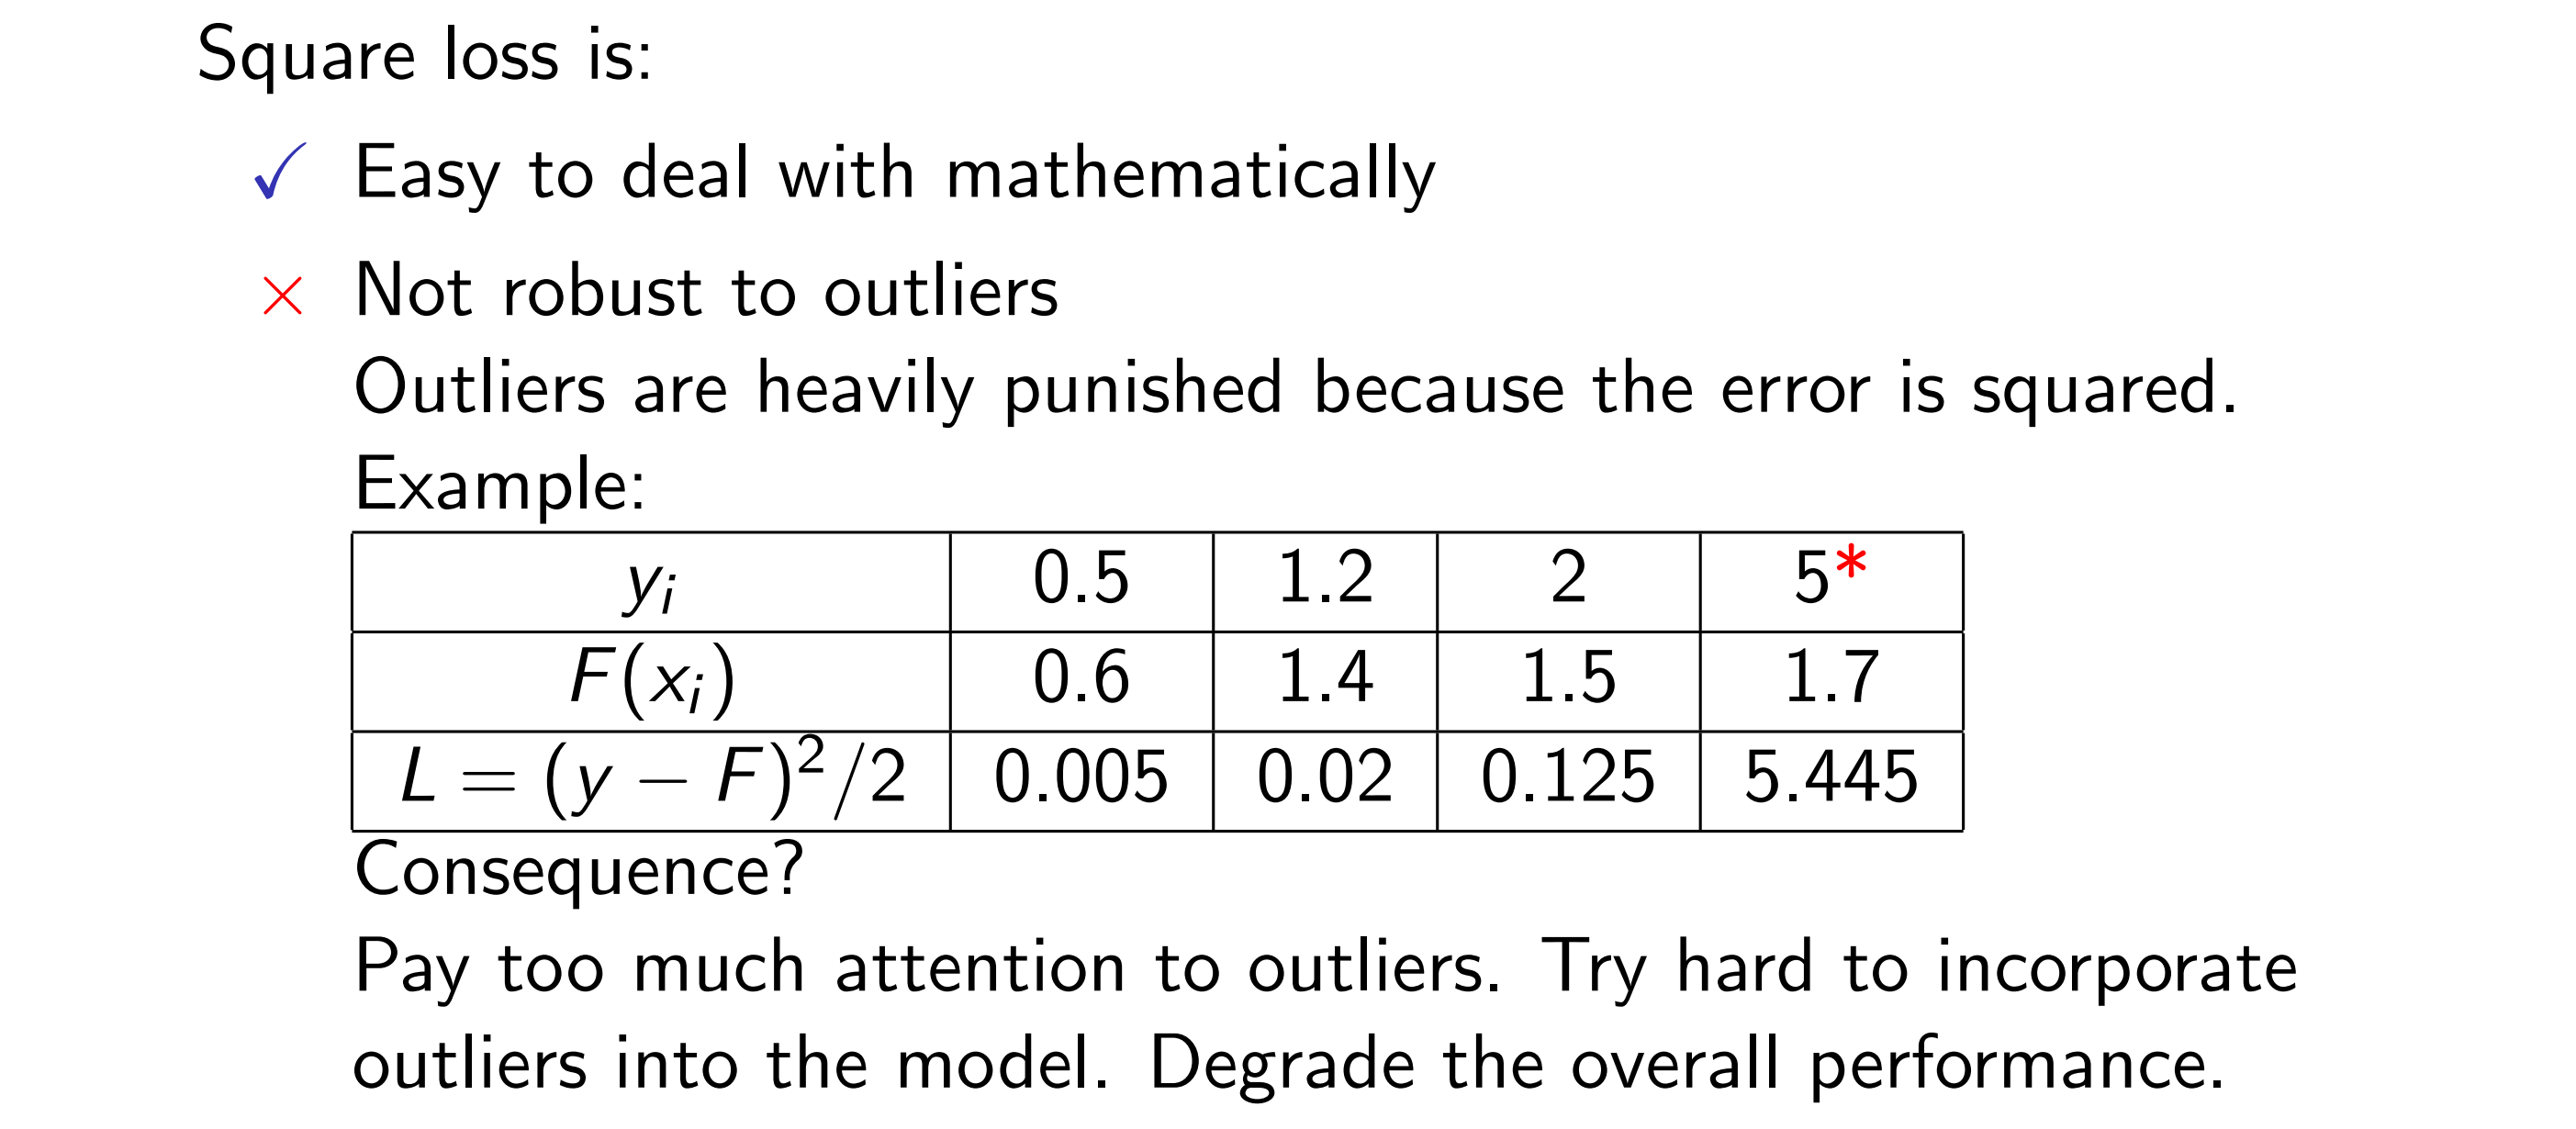 Square loss is:
✓ Easy to deal with mathematically
× Not robust to outliers
Outliers are heavily punished because the error is squared.
Example:
y_i 0.5 1.2 2 5*
F(x_i) 0.6 1.4 1.5 1.7
L = (y − F)²/2 0.005 0.02 0.125 5.445
Consequence?
Pay too much attention to outliers. Try hard to incorporate
outliers into the model. Degrade the overall performance.